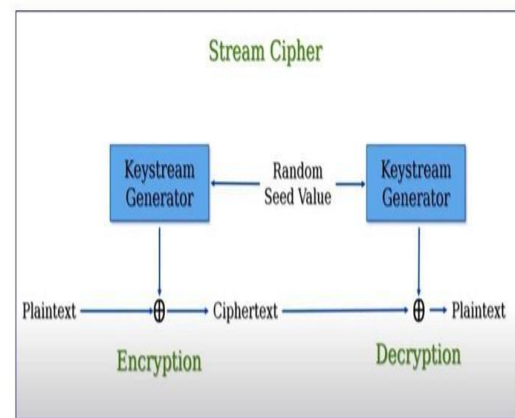 Stream Cipher
Keystream
Generator
Random
Seed Value
Keystream
Generator
Plaintext
Ciphertext
Plaintext
Encryption
Decryption